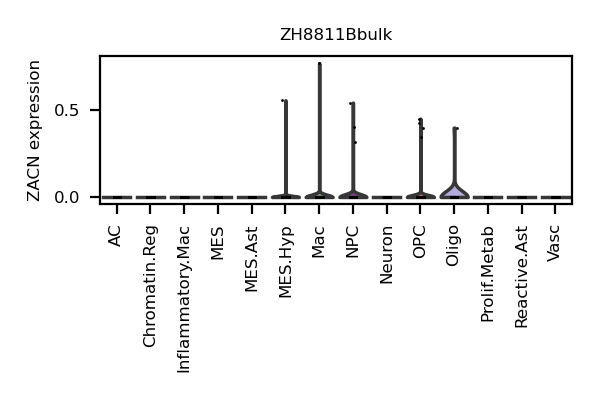 ZH8811Bbulk
ZACN expression
0.5
0.0
AC
Chromatin.Reg
Inflammatory.Mac
MES
MES.Ast
MES.Hyp
Mac
NPC
Neuron
OPC
Oligo
Prolif.Metab
Reactive.Ast
Vasc